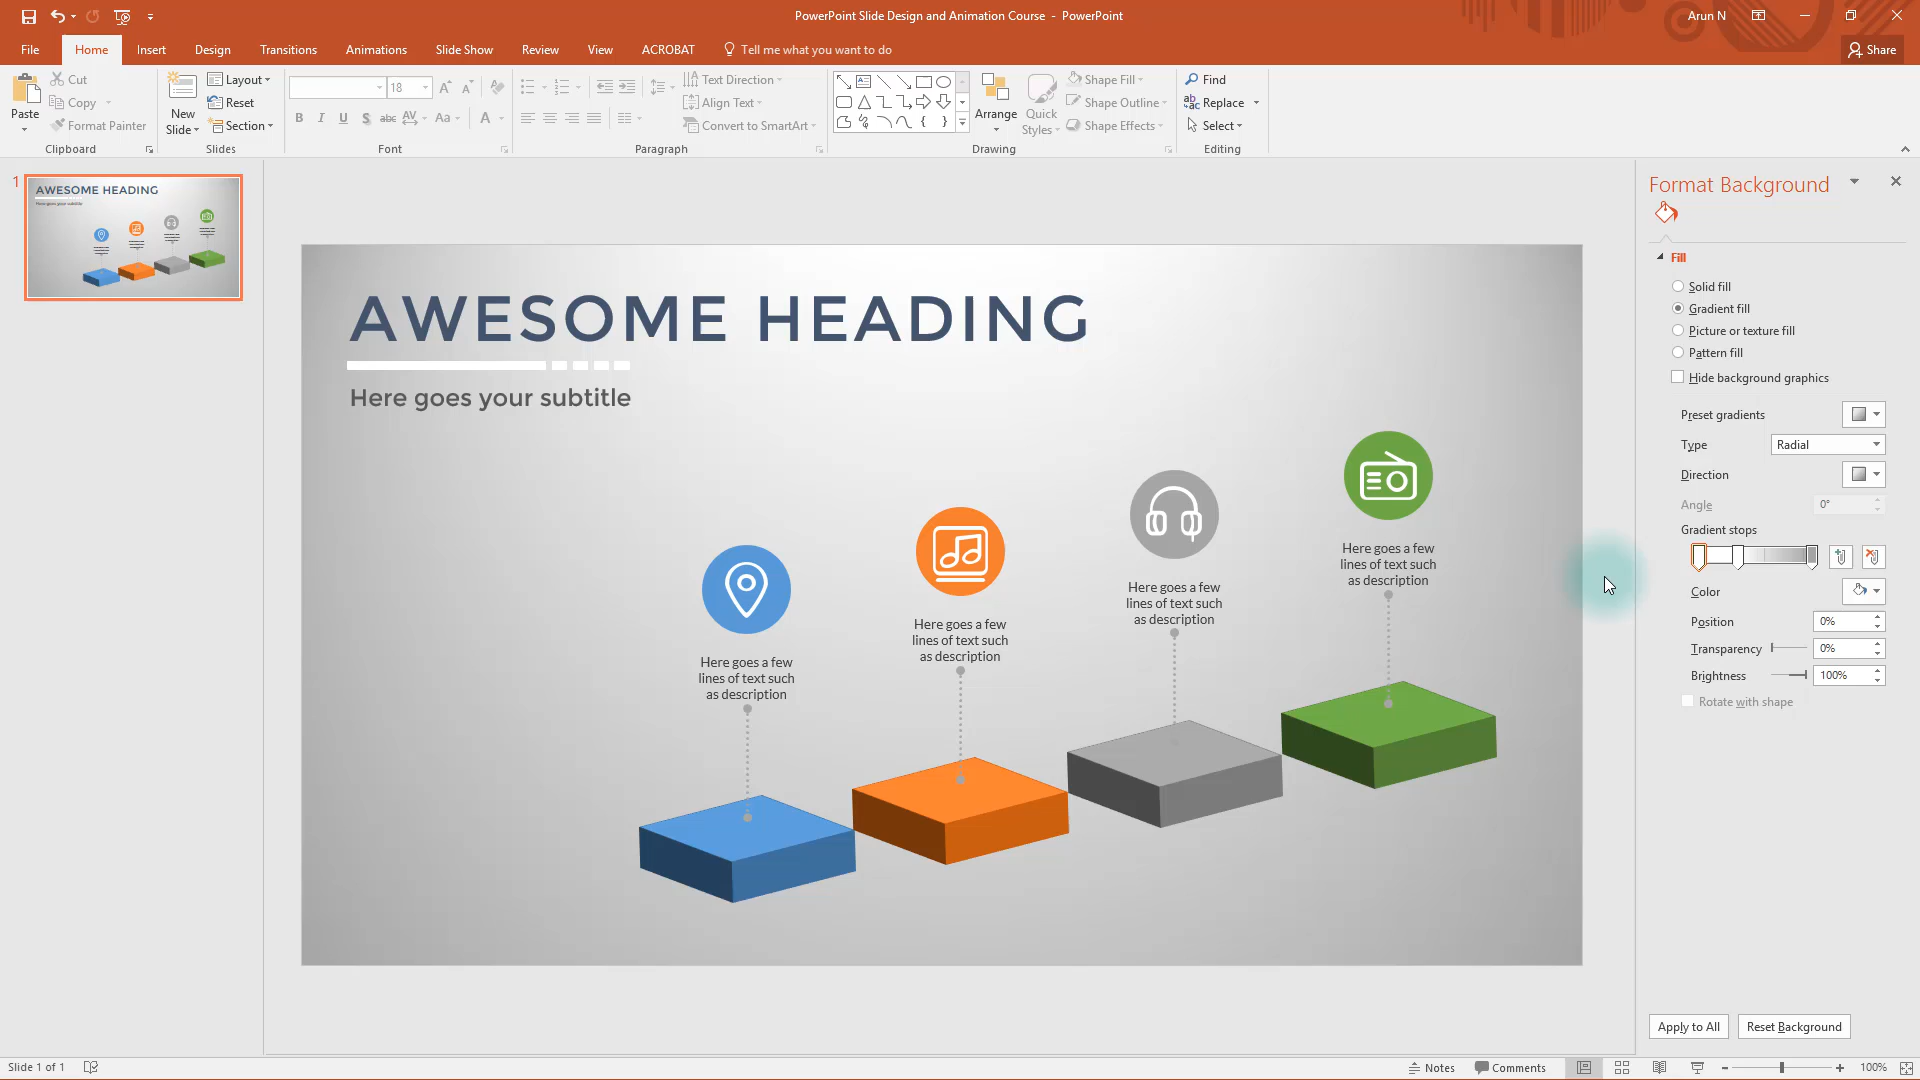 PowerPoint Slide Design and Animation Course - PowerPoint
Arun N
File
Home
Insert
Design
Transitions
Animations
Slide Show
Review
View
ACROBAT
Tell me what you want to do
Share
Paste
Cut
Copy
Format Painter
Clipboard
New
Slide
Layout
Reset
Section
Slides
18
B I U S abc AV Aa A
Font
Text Direction
Align Text
Convert to SmartArt
Paragraph
Arrange
Quick
Styles
Shape Fill
Shape Outline
Shape Effects
Drawing
Find
Replace
Select
Editing
1
AWESOME HEADING
Here goes your subtitle
AWESOME HEADING
Here goes your subtitle
Here goes a few
lines of text such
as description
Here goes a few
lines of text such
as description
Here goes a few
lines of text such
as description
Here goes a few
lines of text such
as description
Format Background
Fill
Solid fill
Gradient fill
Picture or texture fill
Pattern fill
Hide background graphics
Preset gradients
Type
Radial
Direction
Angle
0°
Gradient stops
Color
Position
0%
Transparency
0%
Brightness
100%
Rotate with shape
Apply to All
Reset Background
Slide 1 of 1
Notes
Comments
100%